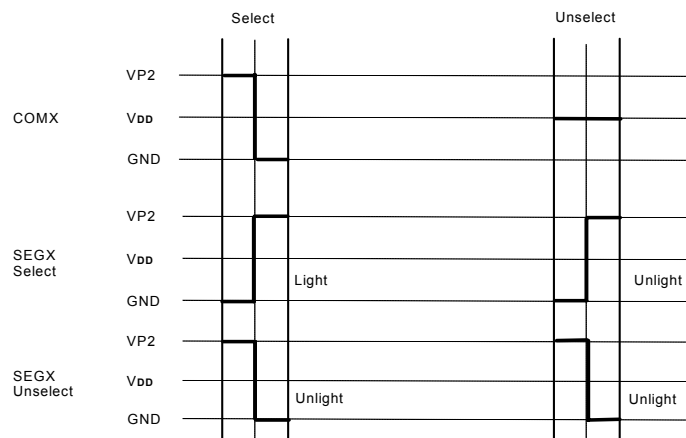 Select Unselect
VP2
COMX VDD
GND
VP2
SEGX
Select
VDD
Light Unlight
GND
VP2
SEGX
Unselect
VDD
Unlight Unlight
GND